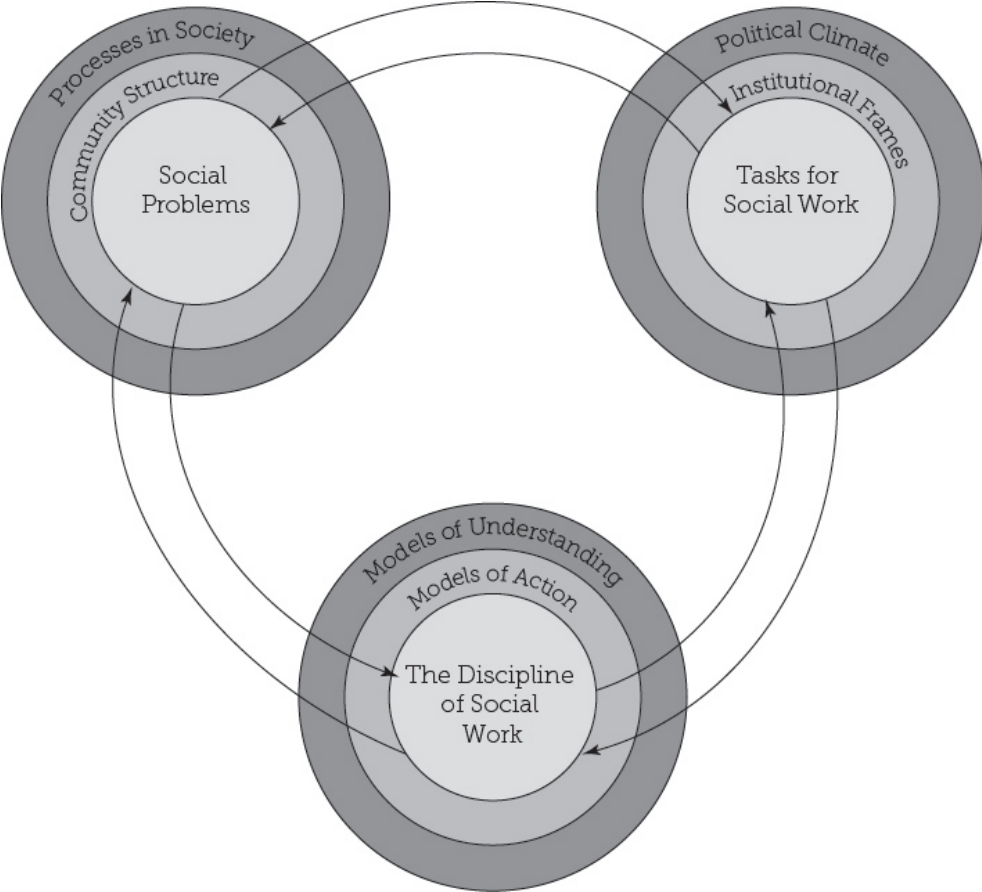 Processes in Society
Community Structure
Social
Problems
Political Climate
Institutional Frames
Tasks for
Social Work
Models of Understanding
Models of Action
The Discipline
of Social
Work